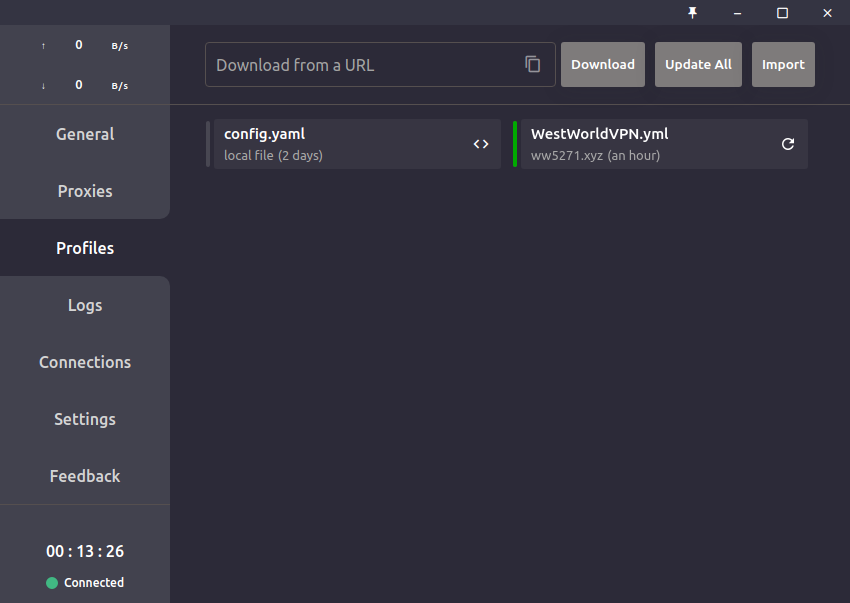 ↑ 0 B/s
↓ 0 B/s
General
Proxies
Profiles
Logs
Connections
Settings
Feedback
00 : 13 : 26
Connected
Download from a URL
Download
Update All
Import
config.yaml
local file (2 days)
WestWorldVPN.yml
ww5271.xyz (an hour)